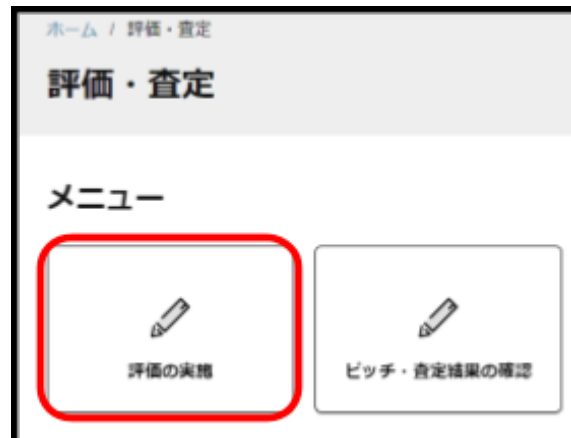 ホーム / 評価・査定
評価・査定
メニュー
評価の実施
ピッチ・査定結果の確認